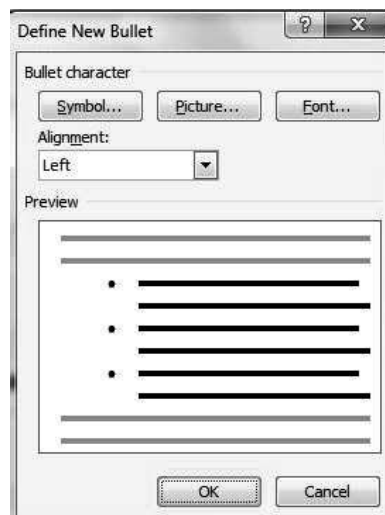 Define New Bullet
Bullet character
Symbol... Picture... Font...
Alignment:
Left
Preview
OK Cancel